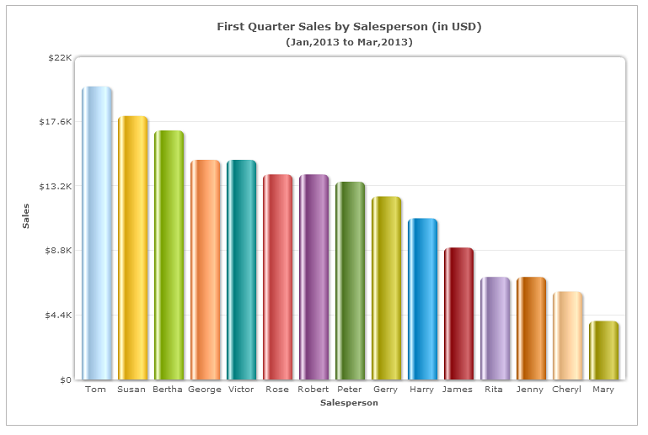 First Quarter Sales by Salesperson (in USD)
(Jan,2013 to Mar,2013)
$22K
$17.6K
$13.2K
$8.8K
$4.4K
$0
Sales
Tom Susan Bertha George Victor Rose Robert Peter Gerry Harry James Rita Jenny Cheryl Mary
Salesperson